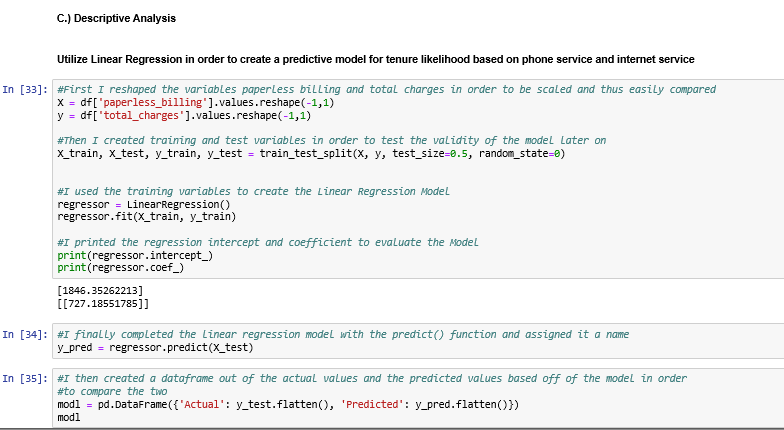 C.) Descriptive Analysis
Utilize Linear Regression in order to create a predictive model for tenure likelihood based on phone service and internet service
In [33]: #First I reshaped the variables paperless billing and total charges in order to be scaled and thus easily compared
X = df['paperless_billing'].values.reshape(-1,1)
y = df['total_charges'].values.reshape(-1,1)
#Then I created training and test variables in order to test the validity of the model later on
X_train, X_test, y_train, y_test = train_test_split(X, y, test_size=0.5, random_state=0)
#I used the training variables to create the Linear Regression Model
regressor = LinearRegression()
regressor.fit(X_train, y_train)
#I printed the regression intercept and coefficient to evaluate the Model
print(regressor.intercept_)
print(regressor.coef_)
[1846.35262213]
[[727.18551785]]
In [34]: #I finally completed the linear regression model with the predict() function and assigned it a name
y_pred = regressor.predict(X_test)
In [35]: #I then created a dataframe out of the actual values and the predicted values based off of the model in order
#to compare the two
modl = pd.DataFrame({'Actual': y_test.flatten(), 'Predicted': y_pred.flatten()})
modl